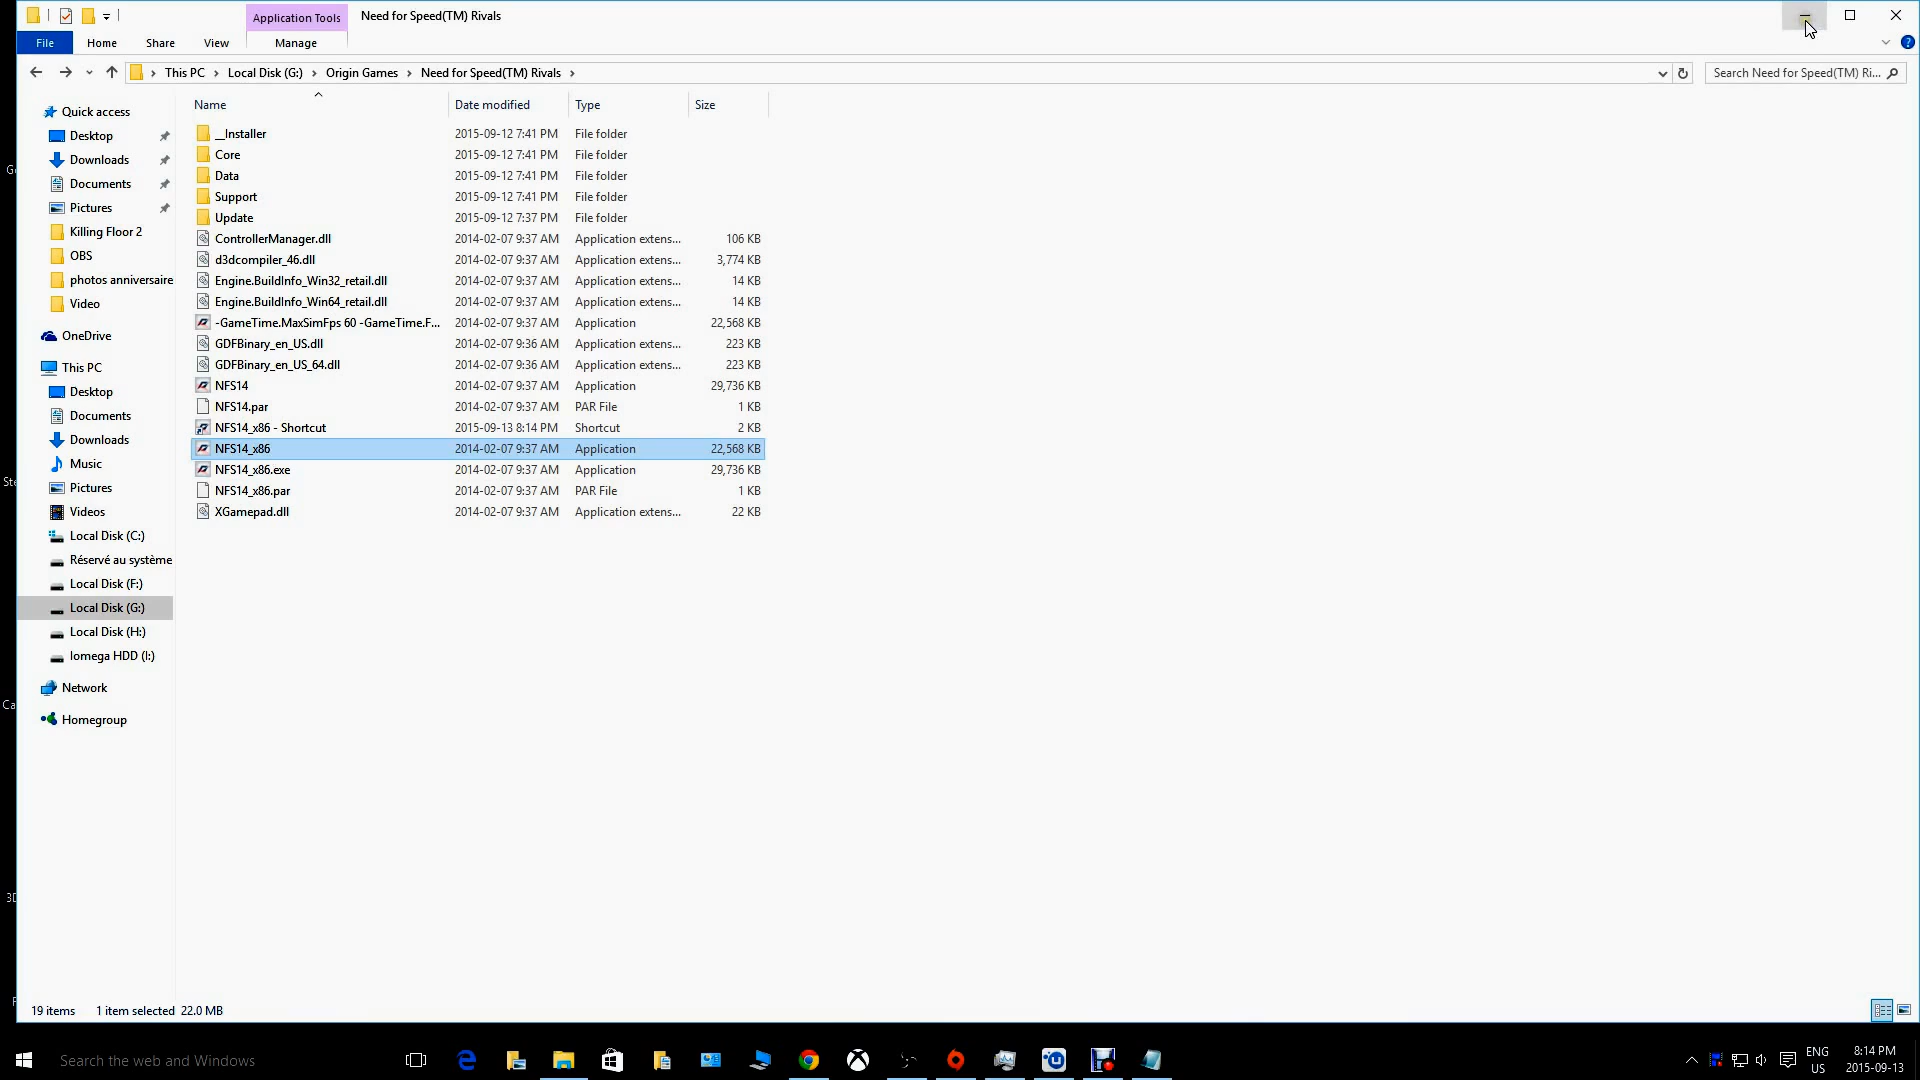 Application Tools
Need for Speed(TM) Rivals
File
Home
Share
View
Manage
This PC
Local Disk (G:)
Origin Games
Need for Speed(TM) Rivals
Search Need for Speed(TM) Ri...
Name
Date modified
Type
Size
Quick access
Desktop
Downloads
Documents
Pictures
Killing Floor 2
OBS
photos anniversaire
Video
OneDrive
This PC
Desktop
Documents
Downloads
Music
Pictures
Videos
Local Disk (C:)
Réservé au système
Local Disk (F:)
Local Disk (G:)
Local Disk (H:)
Iomega HDD (I:)
Network
Homegroup
__Installer 2015-09-12 7:41 PM File folder
Core 2015-09-12 7:41 PM File folder
Data 2015-09-12 7:41 PM File folder
Support 2015-09-12 7:41 PM File folder
Update 2015-09-12 7:37 PM File folder
ControllerManager.dll 2014-02-07 9:37 AM Application extens... 106 KB
d3dcompiler_46.dll 2014-02-07 9:37 AM Application extens... 3,774 KB
Engine.BuildInfo_Win32_retail.dll 2014-02-07 9:37 AM Application extens... 14 KB
Engine.BuildInfo_Win64_retail.dll 2014-02-07 9:37 AM Application extens... 14 KB
-GameTime.MaxSimFps 60 -GameTime.F... 2014-02-07 9:37 AM Application 22,568 KB
GDFBinary_en_US.dll 2014-02-07 9:36 AM Application extens... 223 KB
GDFBinary_en_US_64.dll 2014-02-07 9:36 AM Application extens... 223 KB
NFS14 2014-02-07 9:37 AM Application 29,736 KB
NFS14.par 2014-02-07 9:37 AM PAR File 1 KB
NFS14_x86 - Shortcut 2015-09-13 8:14 PM Shortcut 2 KB
NFS14_x86 2014-02-07 9:37 AM Application 22,568 KB
NFS14_x86.exe 2014-02-07 9:37 AM Application 29,736 KB
NFS14_x86.par 2014-02-07 9:37 AM PAR File 1 KB
XGamepad.dll 2014-02-07 9:37 AM Application extens... 22 KB
19 items 1 item selected 22.0 MB
Search the web and Windows
ENG
US
8:14 PM
2015-09-13